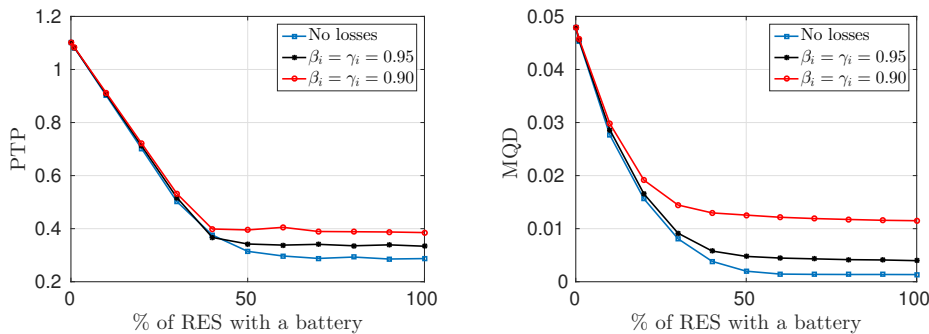 1.2
1
0.8
0.6
0.4
0.2
PTP
0
50
100
% of RES with a battery
No losses
βᵢ = γᵢ = 0.95
βᵢ = γᵢ = 0.90
0.05
0.04
0.03
0.02
0.01
0
MQD
0
50
100
% of RES with a battery
No losses
βᵢ = γᵢ = 0.95
βᵢ = γᵢ = 0.90